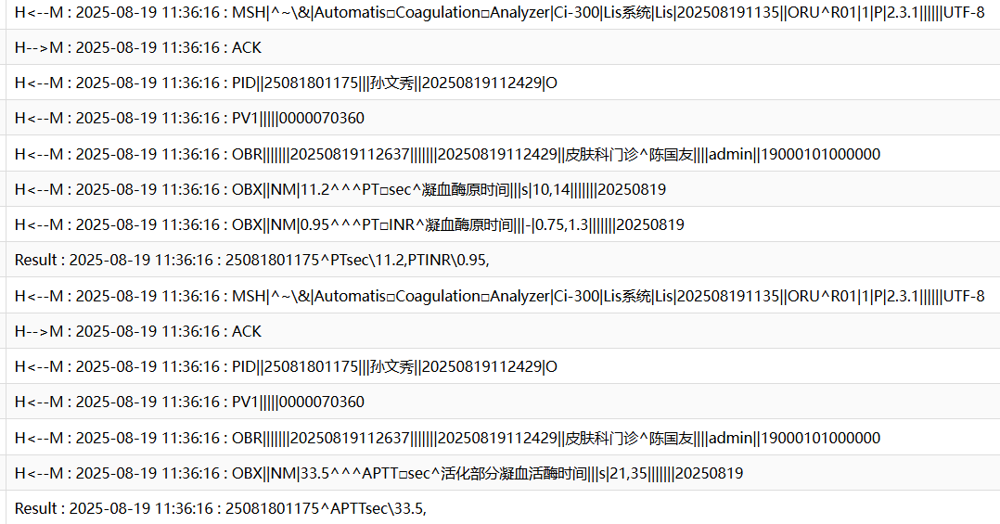 H<--M : 2025-08-19 11:36:16 : MSH|^~\&|Automatis□Coagulation□Analyzer|Ci-300|Lis系统|Lis|202508191135||ORU^R01|1|P|2.3.1||||||UTF-8
H-->M : 2025-08-19 11:36:16 : ACK
H<--M : 2025-08-19 11:36:16 : PID||25081801175|||孙文秀||20250819112429|O
H<--M : 2025-08-19 11:36:16 : PV1|||||0000070360
H<--M : 2025-08-19 11:36:16 : OBR|||||||20250819112637|||||||20250819112429||皮肤科门诊^陈国友||||admin||19000101000000
H<--M : 2025-08-19 11:36:16 : OBX||NM|11.2^^^PT□sec^凝血酶原时间|||s|10,14|||||||20250819
H<--M : 2025-08-19 11:36:16 : OBX||NM|0.95^^^PT□INR^凝血酶原时间|||-|0.75,1.3|||||||20250819
Result : 2025-08-19 11:36:16 : 25081801175^PTsec\11.2,PTINR\0.95,
H<--M : 2025-08-19 11:36:16 : MSH|^~\&|Automatis□Coagulation□Analyzer|Ci-300|Lis系统|Lis|202508191135||ORU^R01|1|P|2.3.1||||||UTF-8
H-->M : 2025-08-19 11:36:16 : ACK
H<--M : 2025-08-19 11:36:16 : PID||25081801175|||孙文秀||20250819112429|O
H<--M : 2025-08-19 11:36:16 : PV1|||||0000070360
H<--M : 2025-08-19 11:36:16 : OBR|||||||20250819112637|||||||20250819112429||皮肤科门诊^陈国友||||admin||19000101000000
H<--M : 2025-08-19 11:36:16 : OBX||NM|33.5^^^APTT□sec^活化部分凝血活酶时间|||s|21,35|||||||20250819
Result : 2025-08-19 11:36:16 : 25081801175^APTTsec\33.5,